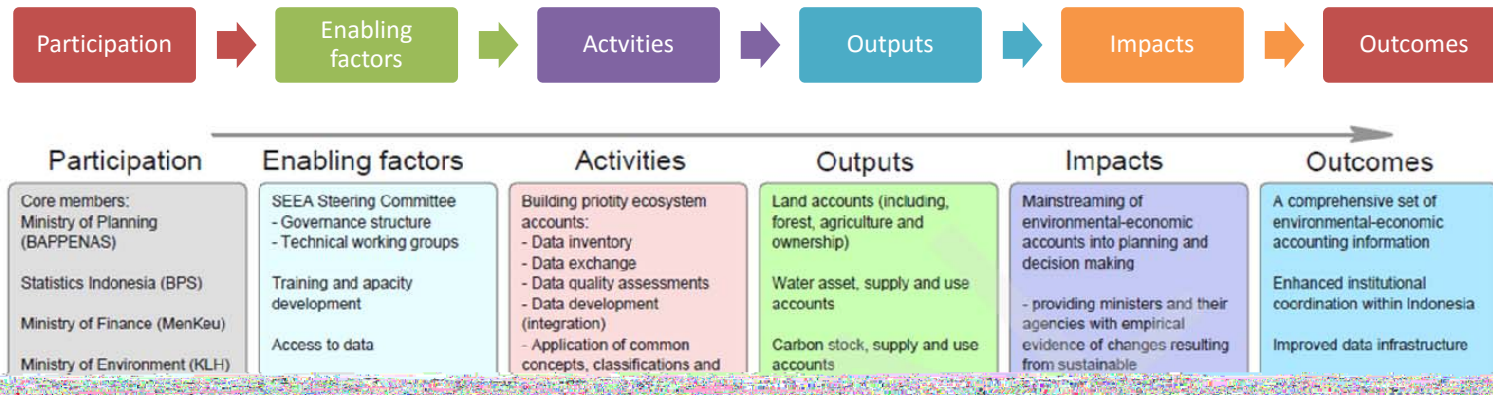 Participation
Enabling
factors
Actvities
Outputs
Impacts
Outcomes
Participation
Enabling factors
Activities
Outputs
Impacts
Outcomes
Core members:
Ministry of Planning
(BAPPENAS)
Statistics Indonesia (BPS)
Ministry of Finance (MenKeu)
Ministry of Environment (KLH)
SEEA Steering Committee
- Governance structure
- Technical working groups
Training and apacity
development
Access to data
Building priotity ecosystem
accounts:
- Data inventory
- Data exchange
- Data quality assessments
- Data development
(integration)
- Application of common
concepts, classifications and
Land accounts (including,
forest, agriculture and
ownership)
Water asset, supply and use
accounts
Carbon stock, supply and use
accounts
Mainstreaming of
environmental-economic
accounts into planning and
decision making
- providing ministers and their
agencies with empirical
evidence of changes resulting
from sustainable
A comprehensive set of
environmental-economic
accounting information
Enhanced institutional
coordination within Indonesia
Improved data infrastructure